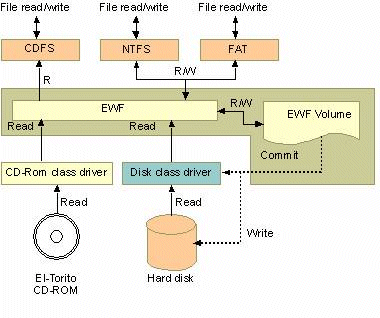 File read/write File read/write File read/write
CDFS NTFS FAT
R R/W
EWF R/W EWF Volume
Read Read
Commit
CD-Rom class driver Disk class driver
Read Read
Write
El-Torito
CD-ROM
Hard disk